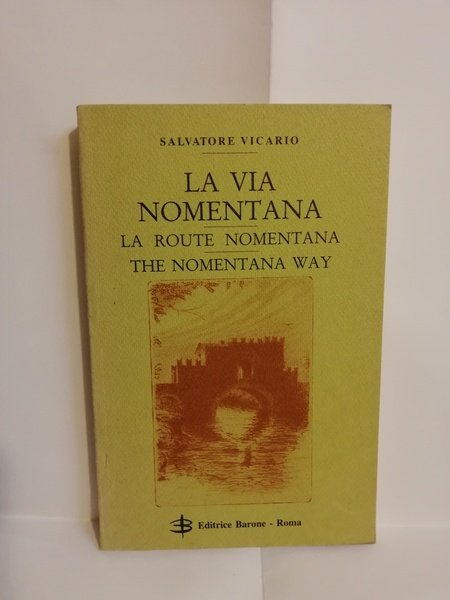 SALVATORE VICARIO
LA VIA
NOMENTANA
LA ROUTE NOMENTANA
THE NOMENTANA WAY
Editrice Barone - Roma